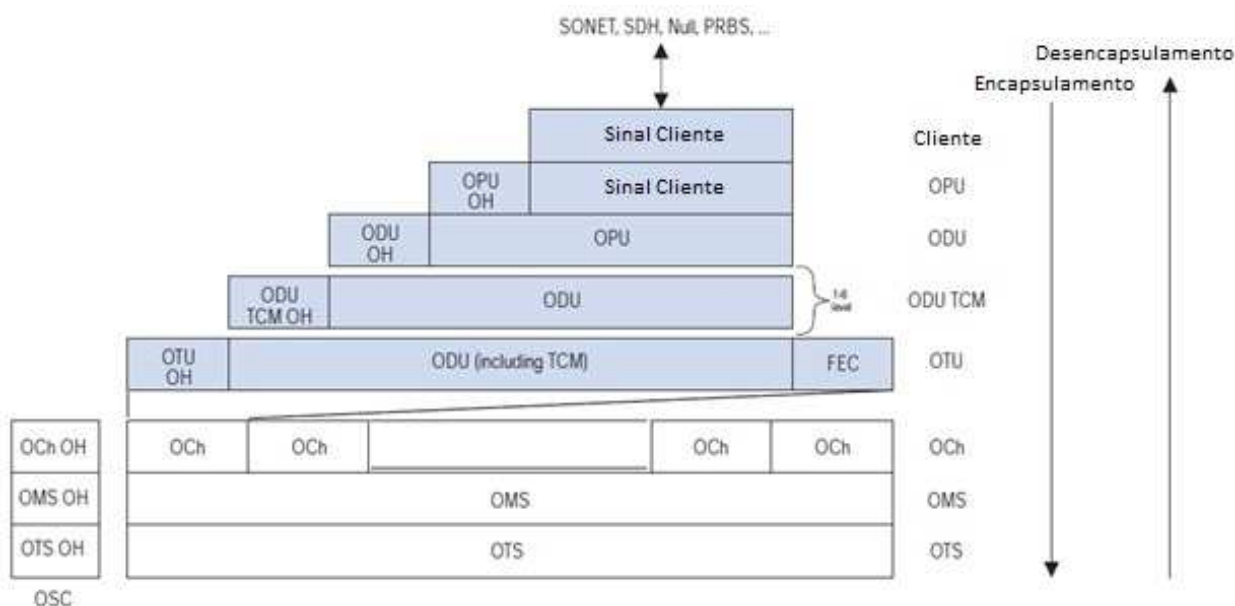 SONET, SDH, Null, PRBS, ...
Desencapsulamento
Encapsulamento
Sinal Cliente
Cliente
OPU
OH
Sinal Cliente
OPU
ODU
OH
OPU
ODU
ODU
TCM OH
ODU
level
ODU TCM
OTU
OH
ODU (including TCM)
FEC
OTU
OCh OH
OCh
OCh
OCh
OCh
OCh
OMS OH
OMS
OMS
OTS OH
OTS
OTS
OSC